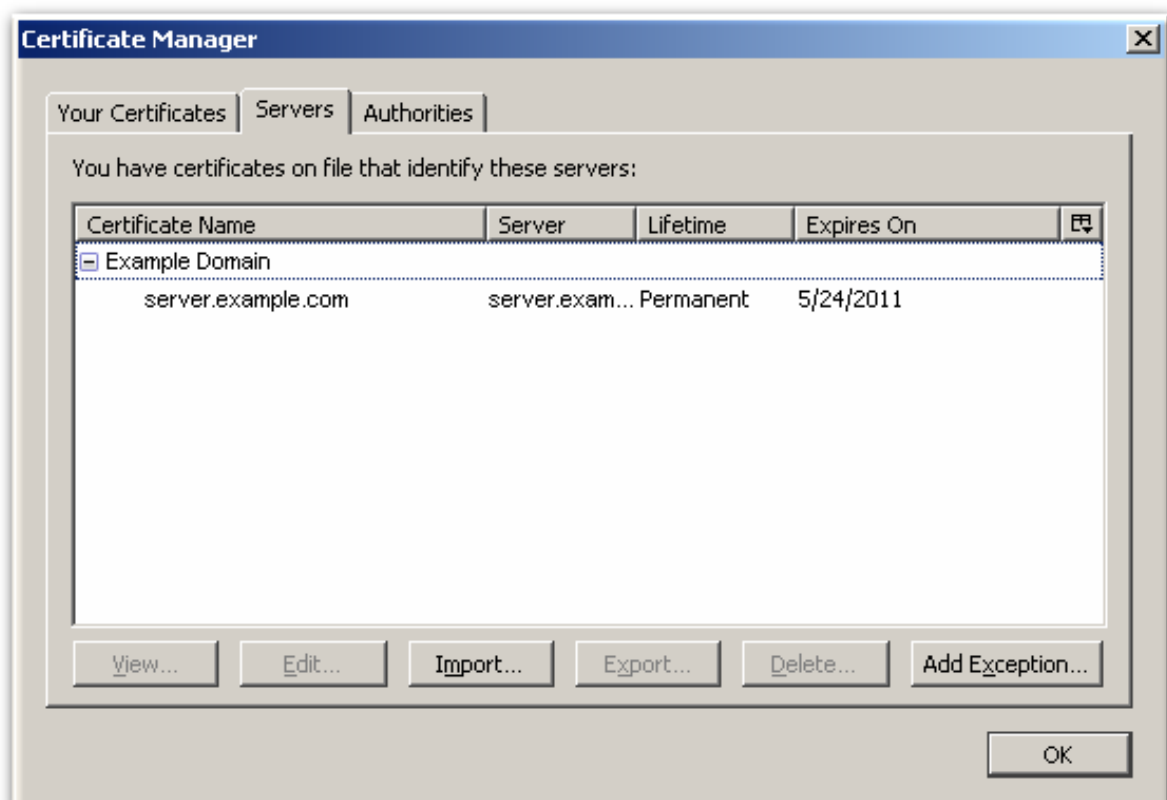 Certificate Manager
Your Certificates Servers Authorities
You have certificates on file that identify these servers:
Certificate Name Server Lifetime Expires On
Example Domain
server.example.com server.exam... Permanent 5/24/2011
View... Edit... Import... Export... Delete... Add Exception...
OK